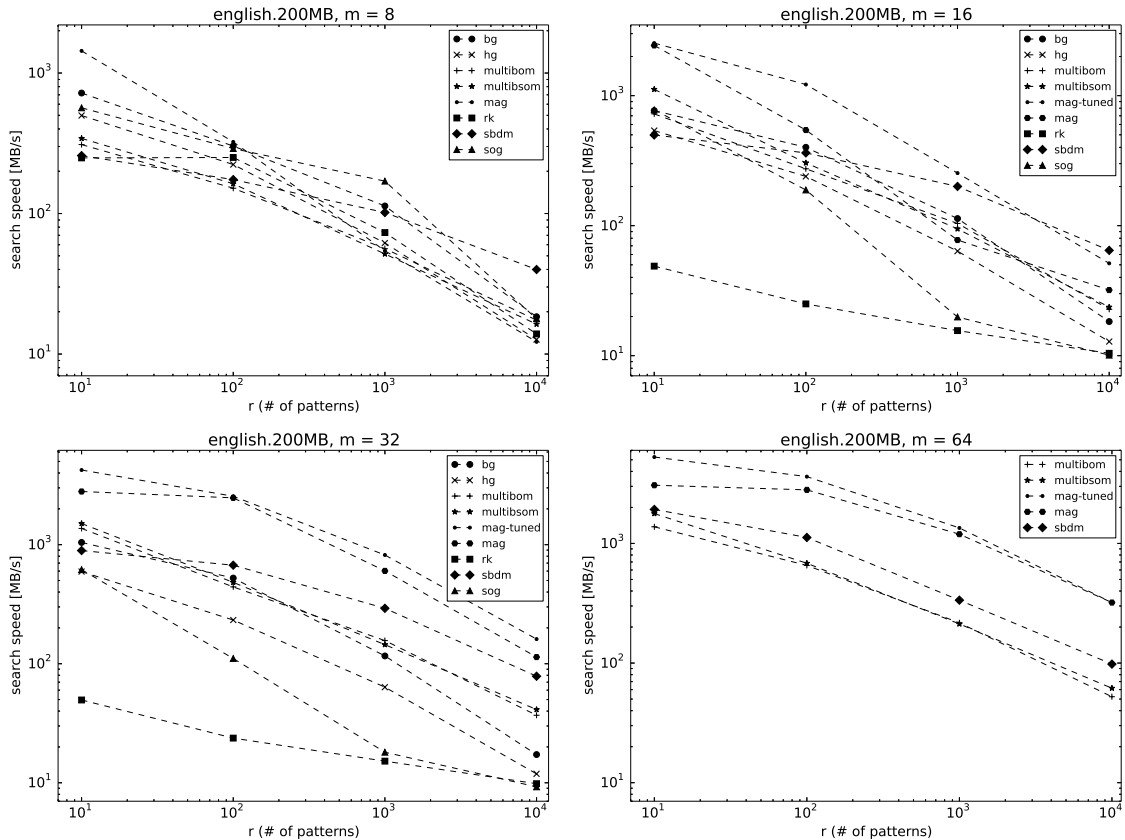 english.200MB, m = 8
search speed [MB/s]
10³
10²
10¹
bg
hg
multibom
multibsom
mag
rk
sbdm
sog
10¹ 10² 10³ 10⁴
r (# of patterns)
english.200MB, m = 16
search speed [MB/s]
10³
10²
10¹
bg
hg
multibom
multibsom
mag-tuned
mag
rk
sbdm
sog
10¹ 10² 10³ 10⁴
r (# of patterns)
english.200MB, m = 32
search speed [MB/s]
10³
10²
10¹
bg
hg
multibom
multibsom
mag-tuned
mag
rk
sbdm
sog
10¹ 10² 10³ 10⁴
r (# of patterns)
english.200MB, m = 64
search speed [MB/s]
10³
10²
10¹
multibom
multibsom
mag-tuned
mag
sbdm
10¹ 10² 10³ 10⁴
r (# of patterns)